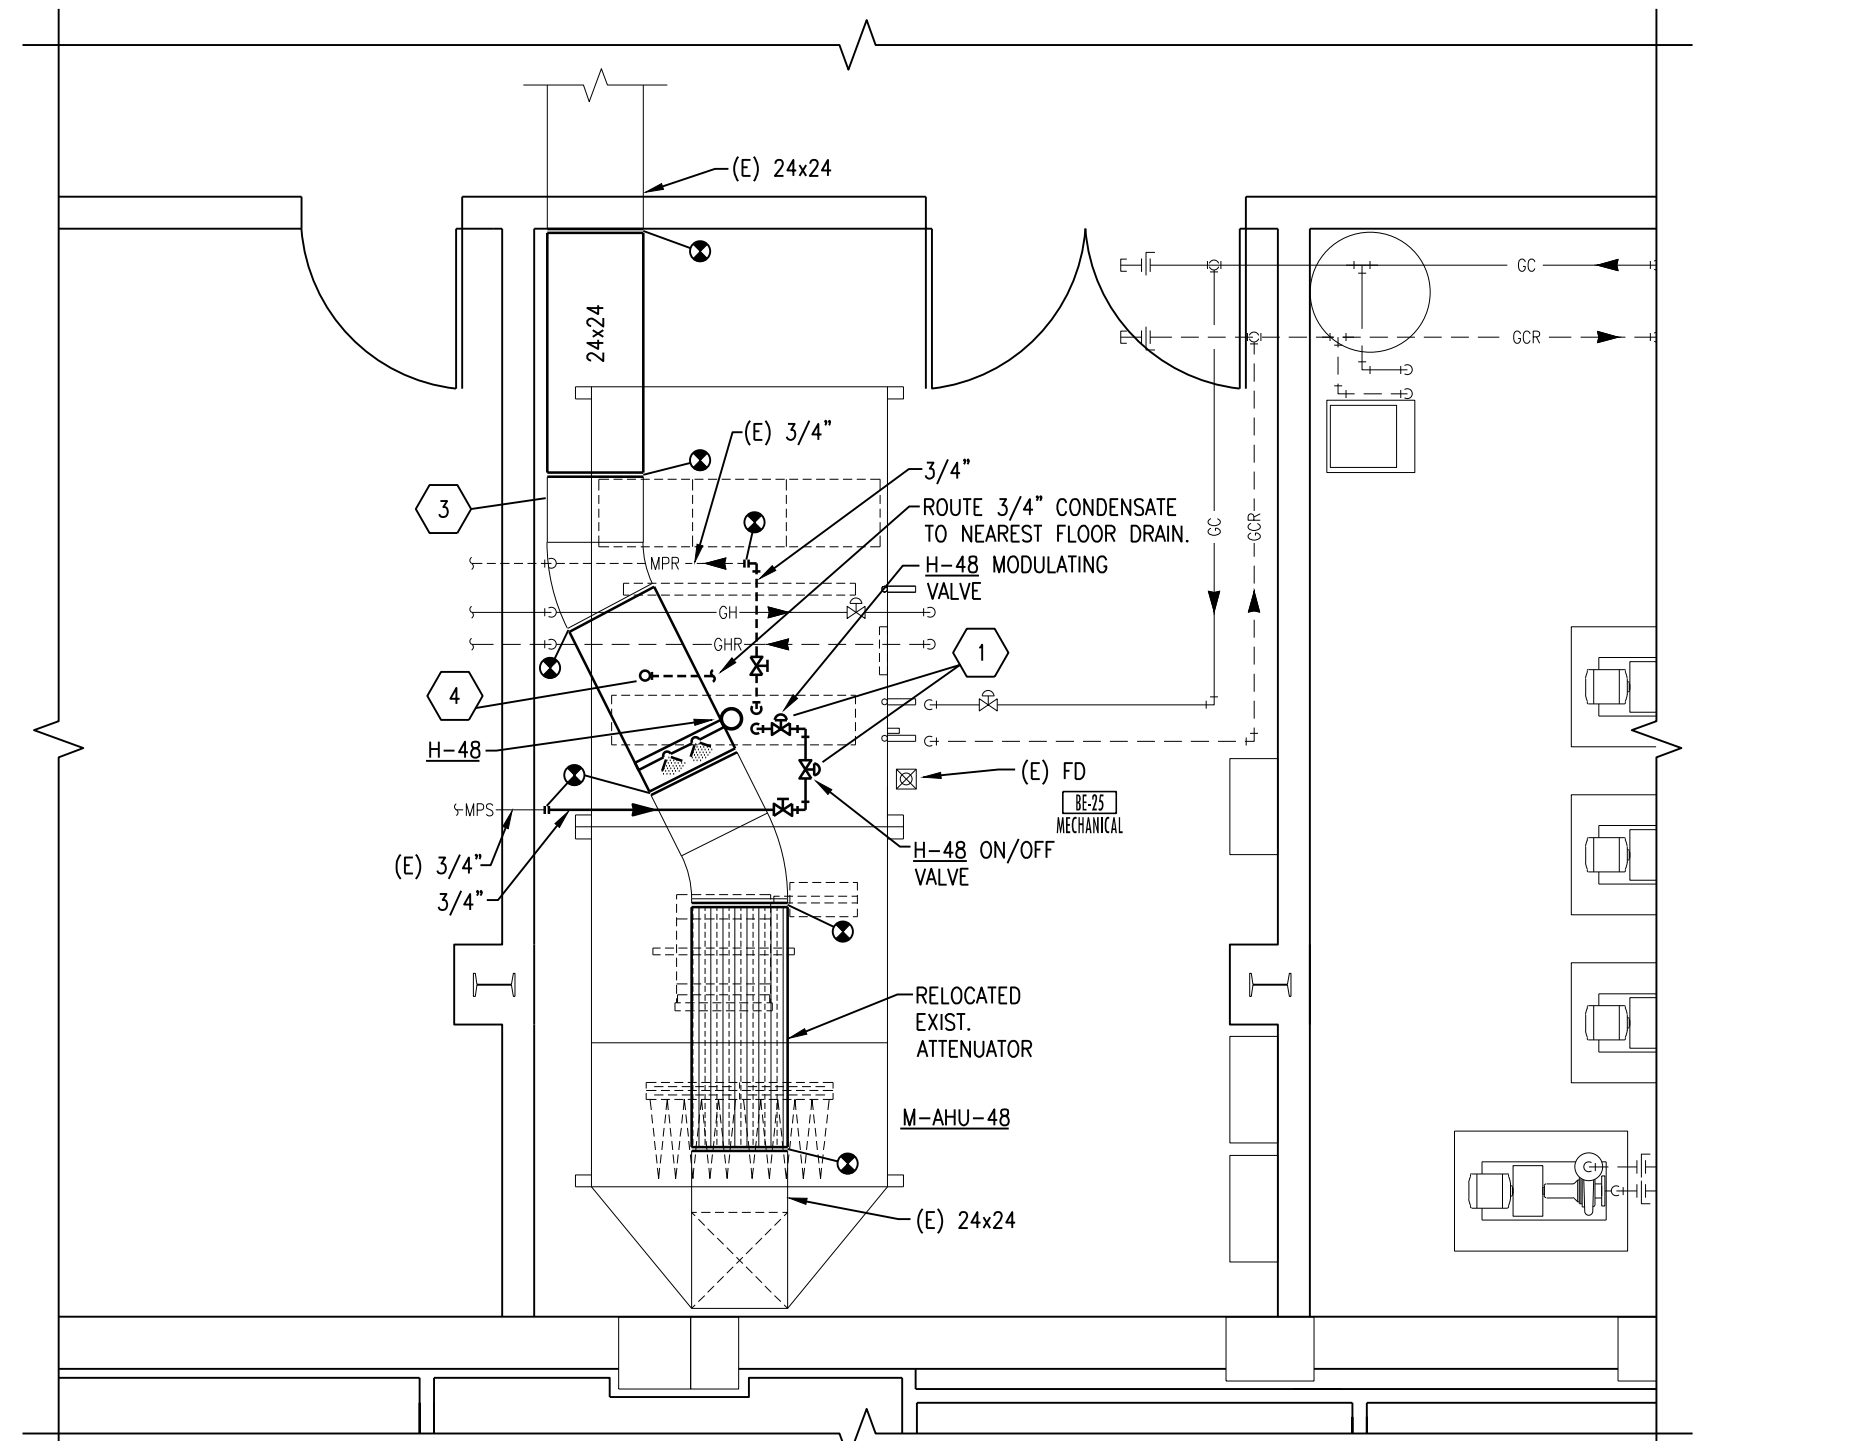 (E) 24x24
GC
24x24
GCR
(E) 3/4"
3/4"
3
ROUTE 3/4" CONDENSATE
TO NEAREST FLOOR DRAIN.
GC
GCR
MPR
H-48 MODULATING
VALVE
GH
GHR
1
4
H-48
(E) FD
BE-25
MECHANICAL
MPS
H-48 ON/OFF
VALVE
(E) 3/4"
3/4"
RELOCATED
EXIST.
ATTENUATOR
M-AHU-48
(E) 24x24